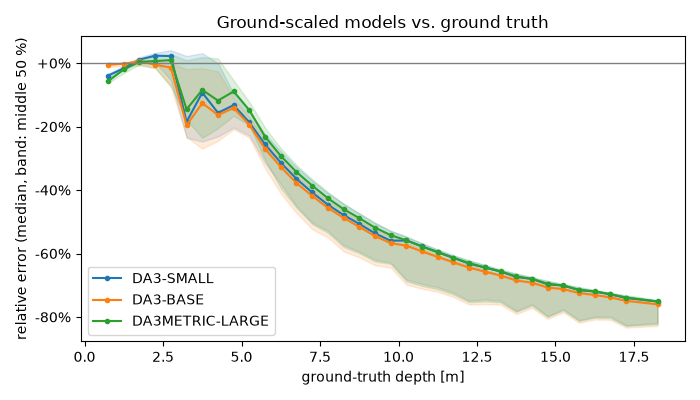 Ground-scaled models vs. ground truth
relative error (median, band: middle 50 %)
+0%
-20%
-40%
-60%
-80%
DA3-SMALL
DA3-BASE
DA3METRIC-LARGE
0.0 2.5 5.0 7.5 10.0 12.5 15.0 17.5
ground-truth depth [m]